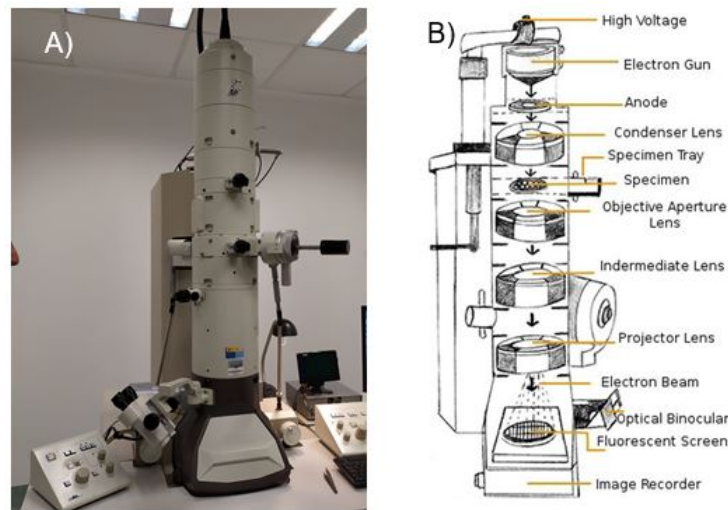 A)
B)
High Voltage
Electron Gun
Anode
Condenser Lens
Specimen Tray
Specimen
Objective Aperture
Lens
Indermediate Lens
Projector Lens
Electron Beam
Optical Binocular
Fluorescent Screen
Image Recorder